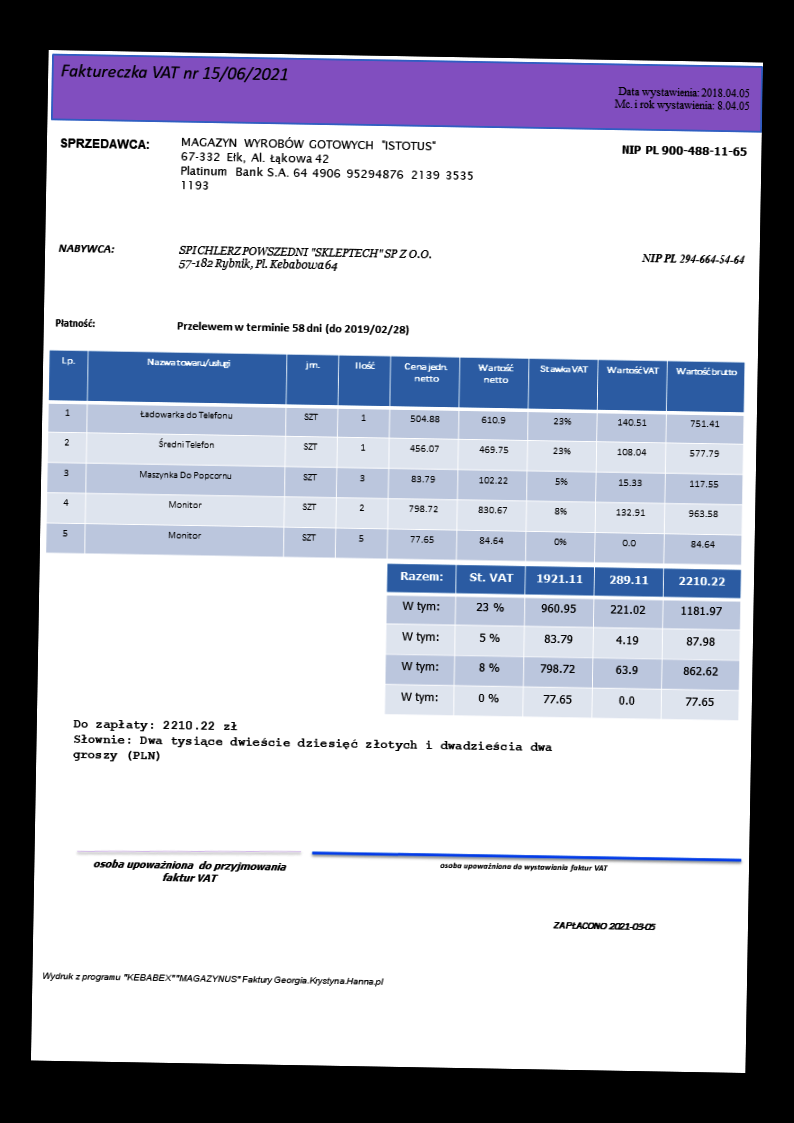 Faktureczka VAT nr 15/06/2021
Data wystawienia: 2018.04.05
Mc. i rok wystawienia: 8.04.05
SPRZEDAWCA: MAGAZYN WYROBÓW GOTOWYCH "ISTOTUS" NIP PL 900-488-11-65
67-332 Ełk, Al. Łąkowa 42
Platinum Bank S.A. 64 4906 95294876 2139 3535
1193
NABYWCA: SPICHLERZ POWSZEDNI "SKLEPTECH" SP Z O.O. NIP PL 294-664-54-64
57-182 Rybnik, Pl. Kebabowa 64
Płatność: Przelewem w terminie 58 dni (do 2019/02/28)
Lp. Nazwa towaru/usługi jm. Ilość Cena jedn. netto Wartość netto Stawka VAT Wartość VAT Wartość brutto
1 Ładowarka do Telefonu SZT 1 504.88 610.9 23% 140.51 751.41
2 Średni Telefon SZT 1 456.07 469.75 23% 108.04 577.79
3 Maszynka Do Popcornu SZT 3 83.79 102.22 5% 15.33 117.55
4 Monitor SZT 2 798.72 830.67 8% 132.91 963.58
5 Monitor SZT 5 77.65 84.64 0% 0.0 84.64
Razem: St. VAT 1921.11 289.11 2210.22
W tym: 23 % 960.95 221.02 1181.97
W tym: 5 % 83.79 4.19 87.98
W tym: 8 % 798.72 63.9 862.62
W tym: 0 % 77.65 0.0 77.65
Do zapłaty: 2210.22 zł
Słownie: Dwa tysiące dwieście dziesięć złotych i dwadzieścia dwa
groszy (PLN)
osoba upoważniona do przyjmowania
faktur VAT
osoba upoważniona do wystawiania faktur VAT
ZAPŁACONO 2021-03-05
Wydruk z programu "KEBABEX""MAGAZYNUS" Faktury Georgia.Krystyna.Hanna.pl